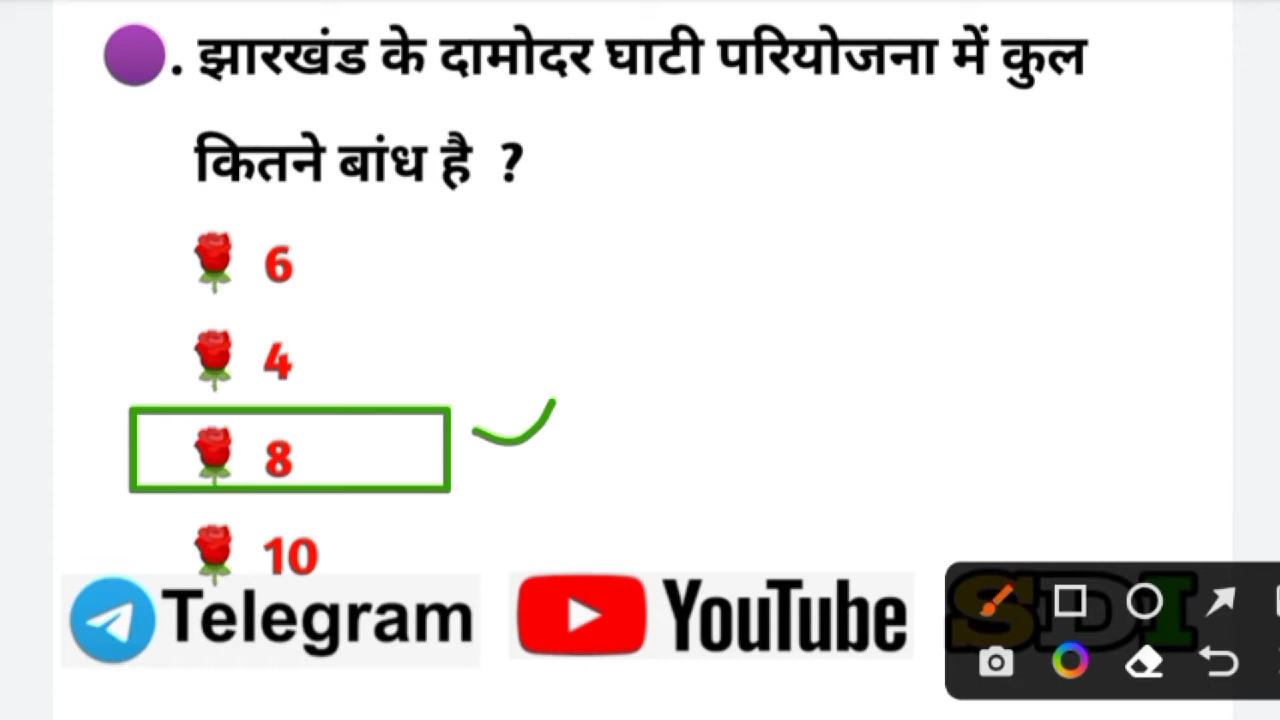 . झारखंड के दामोदर घाटी परियोजना में कुल
कितने बांध है ?
6
4
8
10
Telegram
YouTube
SDI